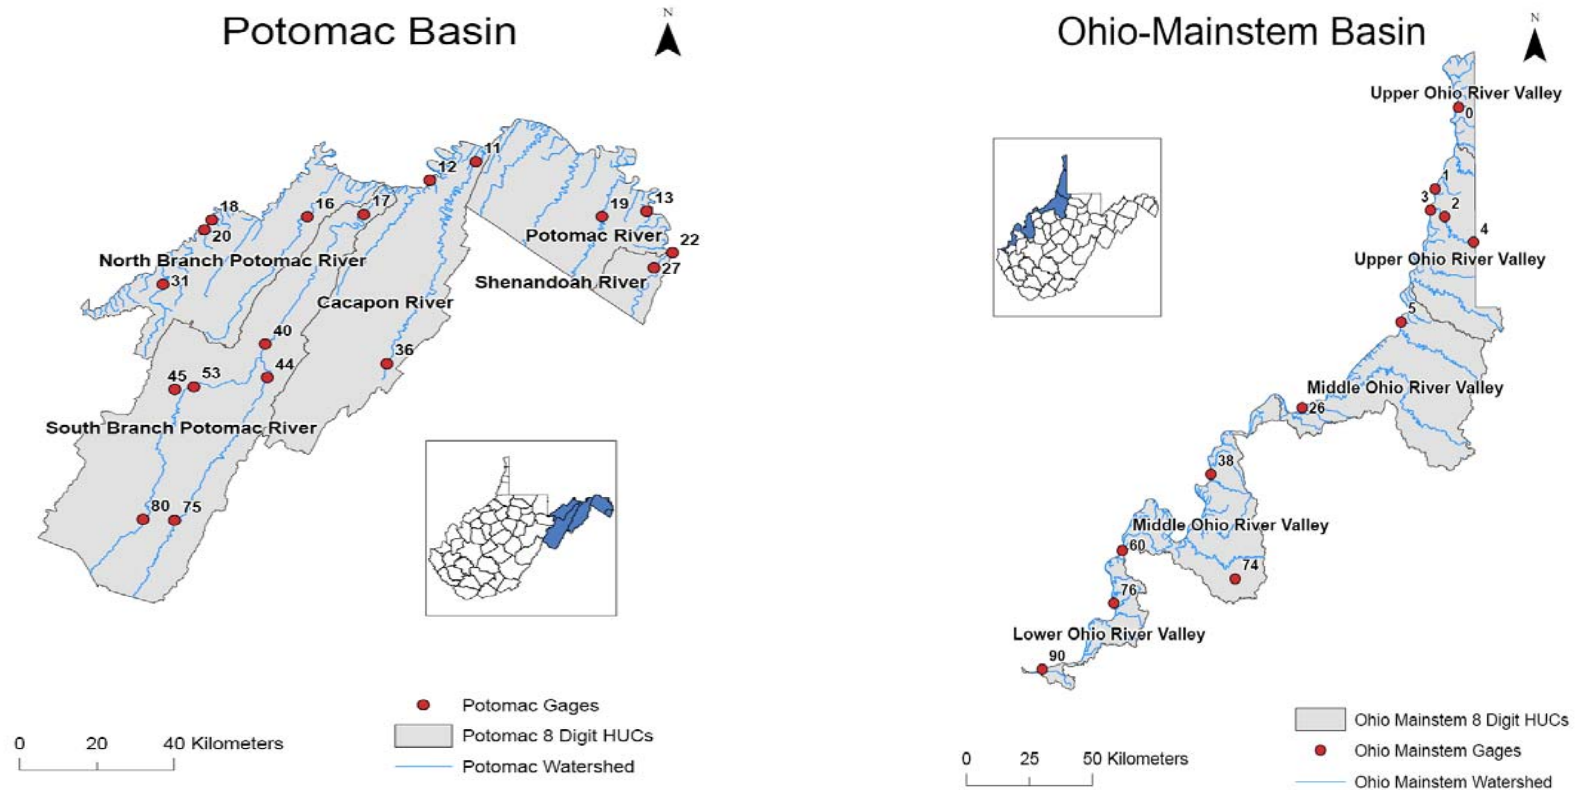 Potomac Basin
N
11
12
18
16
17
13
19
20
Potomac River
22
North Branch Potomac River
27
31
Shenandoah River
Cacapon River
40
36
44
45
53
South Branch Potomac River
80
75
Potomac Gages
0 20 40 Kilometers
Potomac 8 Digit HUCs
Potomac Watershed
Ohio-Mainstem Basin
N
Upper Ohio River Valley
0
1
3
2
4
Upper Ohio River Valley
5
Middle Ohio River Valley
26
38
Middle Ohio River Valley
60
74
76
Lower Ohio River Valley
90
Ohio Mainstem 8 Digit HUCs
0 25 50 Kilometers
Ohio Mainstem Gages
Ohio Mainstem Watershed